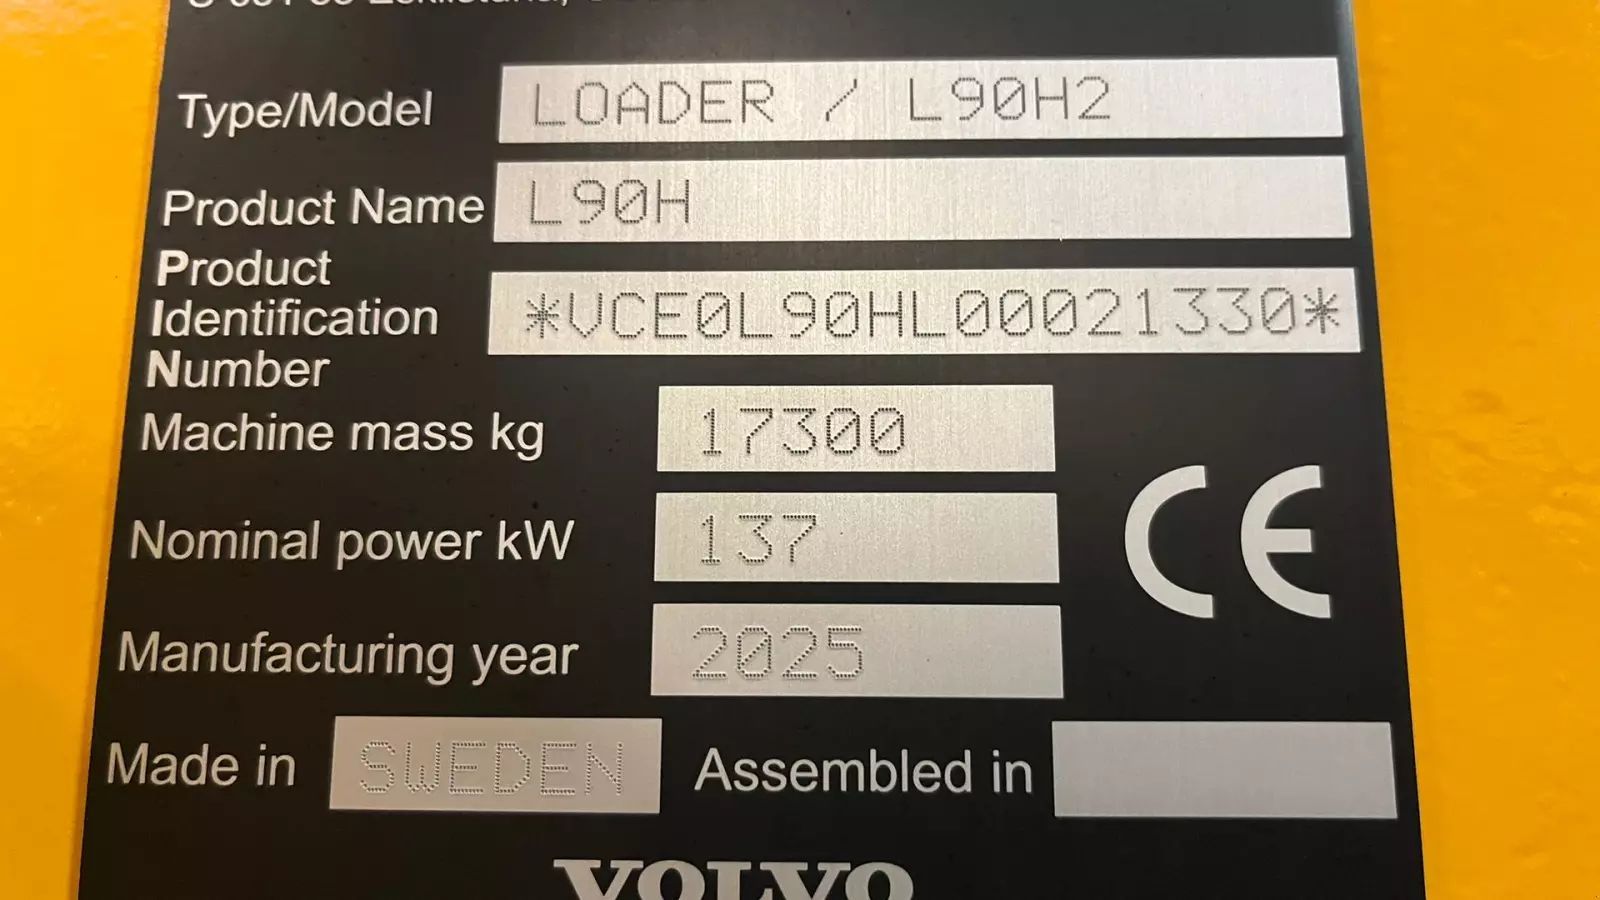 Type/Model LOADER / L90H2
Product Name L90H
Product
Identification *VCE0L90HL00021330*
Number
Machine mass kg 17300
Nominal power kW 137
Manufacturing year 2025
CE
Made in SWEDEN Assembled in
VOLVO